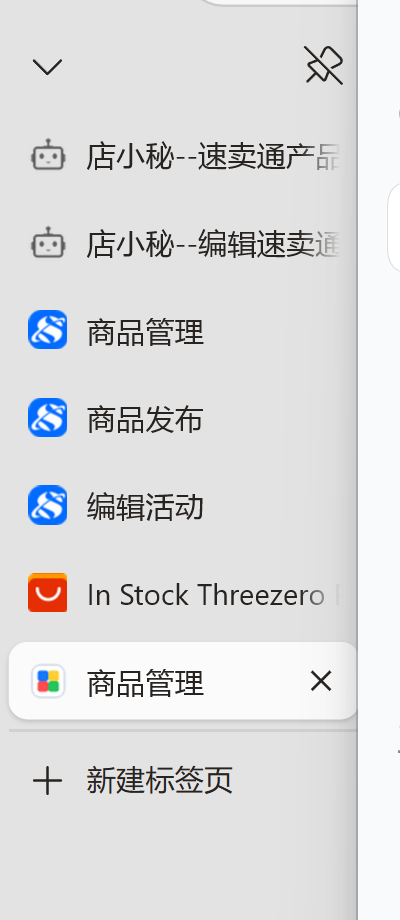 店小秘--速卖通产品
店小秘--编辑速卖通
商品管理
商品发布
编辑活动
In Stock Threezero
商品管理
新建标签页